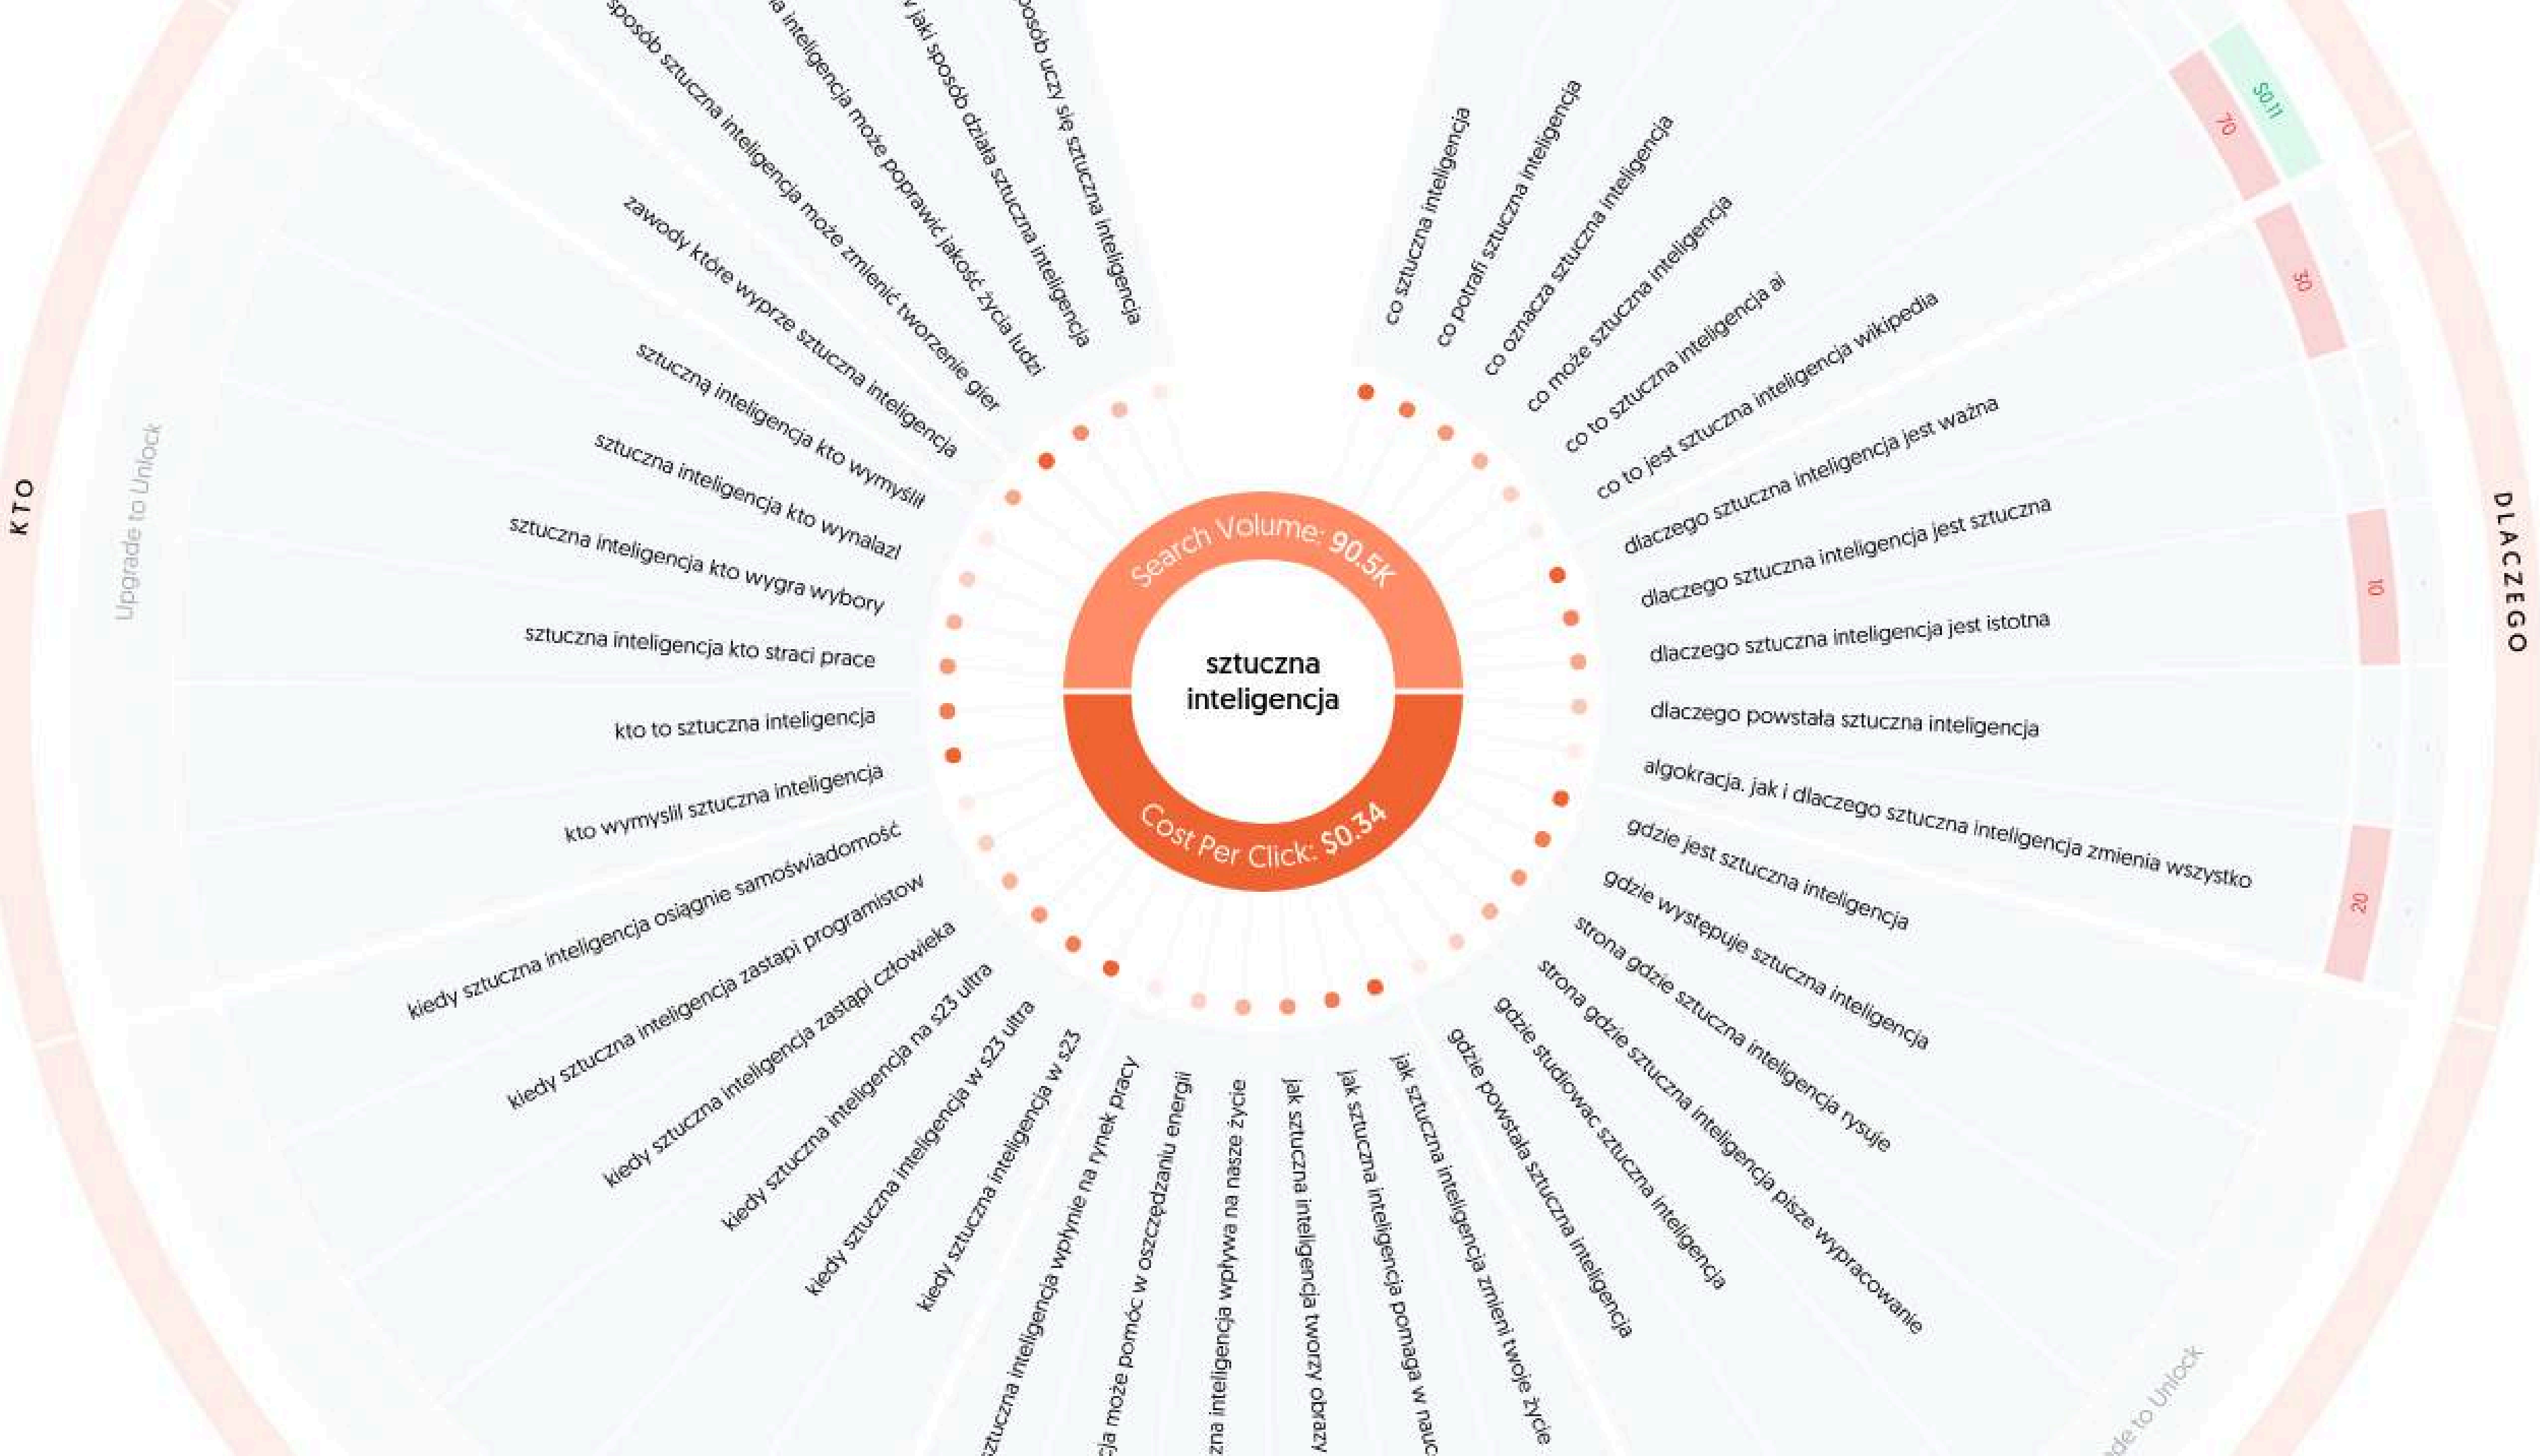 sztuczna
inteligencja
Search Volume: 90.5K
Cost Per Click: $0.34
co sztuczna inteligencja
co potrafi sztuczna inteligencja
co oznacza sztuczna inteligencja
co może sztuczna inteligencja
co to sztuczna inteligencja ai
co to jest sztuczna inteligencja wikipedia
$0.11
70
DLACZEGO
dlaczego sztuczna inteligencja jest ważna
30
dlaczego sztuczna inteligencja jest sztuczna
dlaczego sztuczna inteligencja jest istotna
10
dlaczego powstała sztuczna inteligencja
algokracja. jak i dlaczego sztuczna inteligencja zmienia wszystko
20
gdzie jest sztuczna inteligencja
gdzie występuje sztuczna inteligencja
strona gdzie sztuczna inteligencja rysuje
strona gdzie sztuczna inteligencja pisze wypracowanie
gdzie studiowac sztuczna inteligencja
gdzie powstała sztuczna inteligencja
to Unlock
jak sztuczna inteligencja zmieni twoje życie
jak sztuczna inteligencja pomaga w
jak sztuczna inteligencja tworzy obrazy
inteligencja wpływa na nasze życie
może pomóc w oszczędzaniu energii
sztuczna inteligencja wpłynie na rynek pracy
kiedy sztuczna inteligencja w s23
kiedy sztuczna inteligencja w s23 ultra
kiedy sztuczna inteligencja na s23 ultra
kiedy sztuczna inteligencja zastąpi człowieka
kiedy sztuczna inteligencja zastapi programistow
kiedy sztuczna inteligencja osiągnie samoświadomość
KTO
Upgrade to Unlock
kto wymyslil sztuczna inteligencja
kto to sztuczna inteligencja
sztuczna inteligencja kto straci prace
sztuczna inteligencja kto wygra wybory
sztuczna inteligencja kto wynalazl
sztuczną inteligencja kto wymyślił
zawody które wyprze sztuczna inteligencja
sposób sztuczna inteligencja może zmienić tworzenie gier
inteligencja może poprawić jakość życia ludzi
w jaki sposób działa sztuczna inteligencja
sposób uczy się sztuczna inteligencja